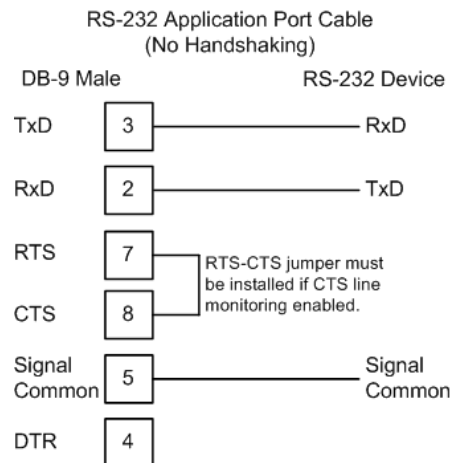 RS-232 Application Port Cable
(No Handshaking)
DB-9 Male RS-232 Device
TxD 3 RxD
RxD 2 TxD
RTS 7
RTS-CTS jumper must
be installed if CTS line
monitoring enabled.
CTS 8
Signal
Common 5 Signal
Common
DTR 4